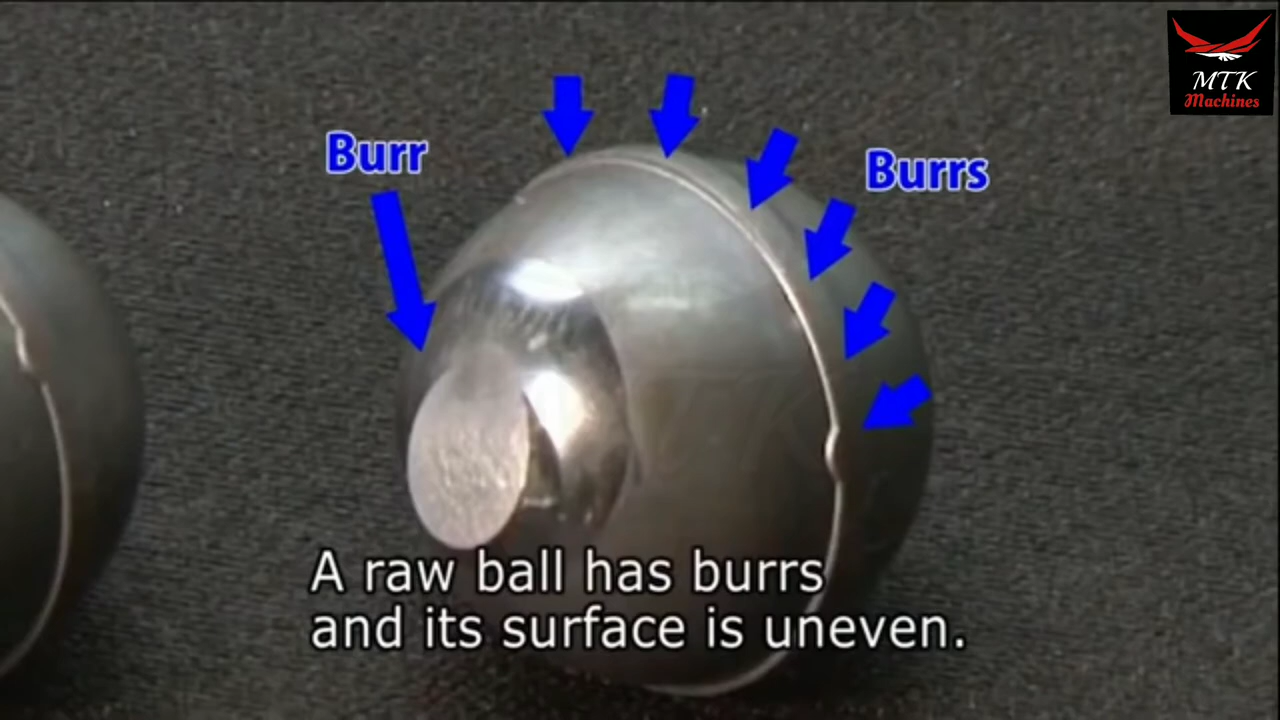 MTK
Machines
Burr
Burrs
A raw ball has burrs
and its surface is uneven.